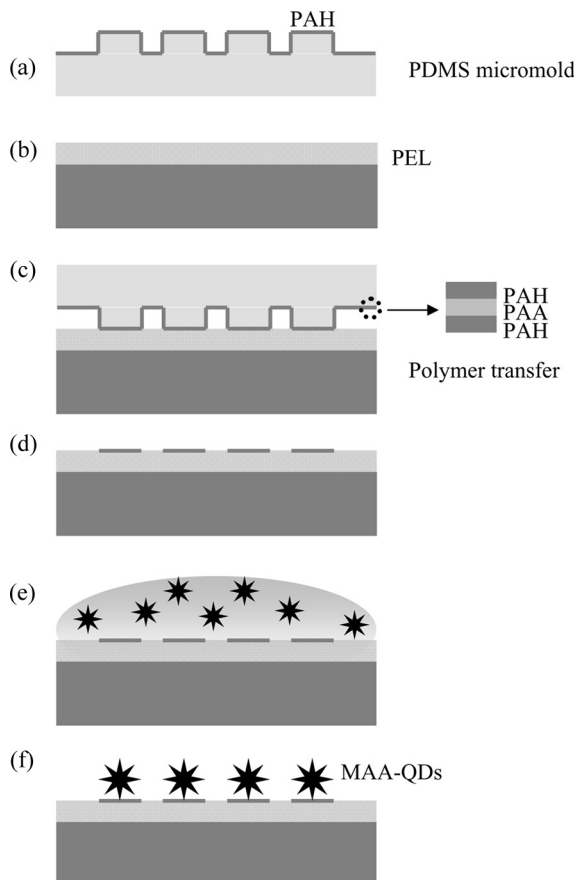 PAH
(a)
PDMS micromold
(b)
PEL
(c)
PAH
PAA
PAH
Polymer transfer
(d)
(e)
(f)
MAA-QDs